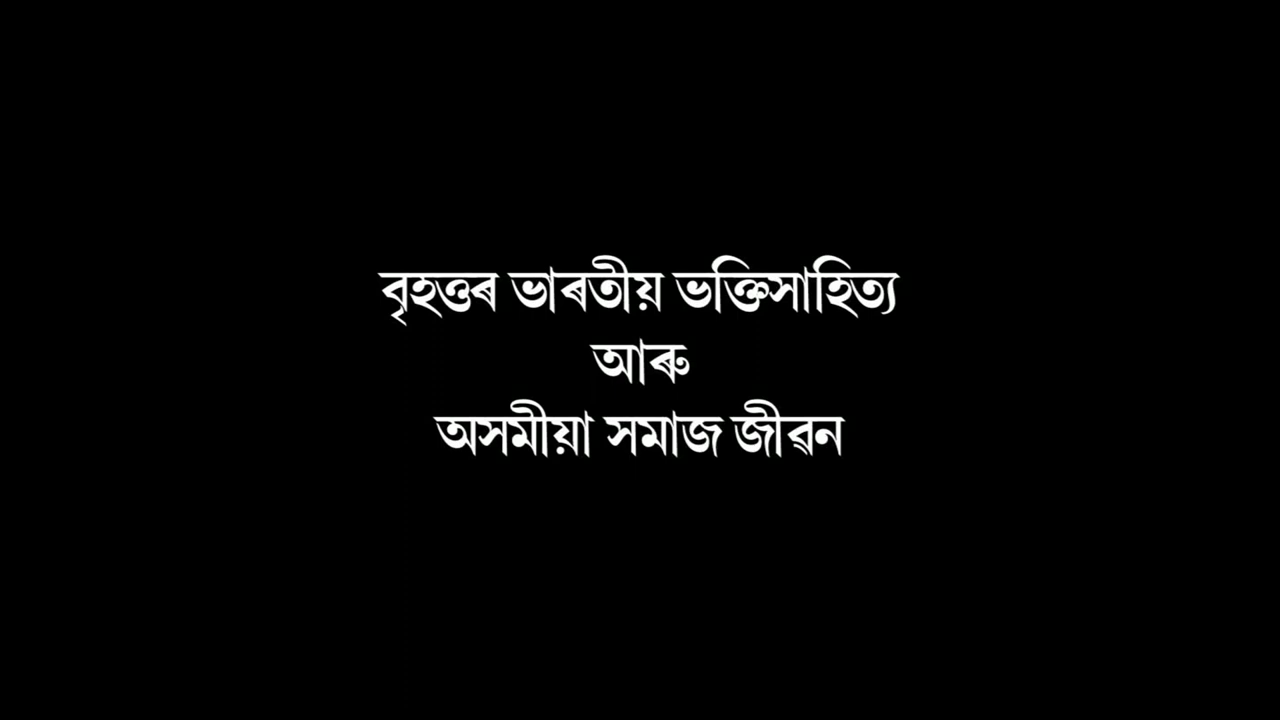 বৃহত্তৰ ভাৰতীয় ভক্তিসাহিত্য
আৰু
অসমীয়া সমাজ জীৱন